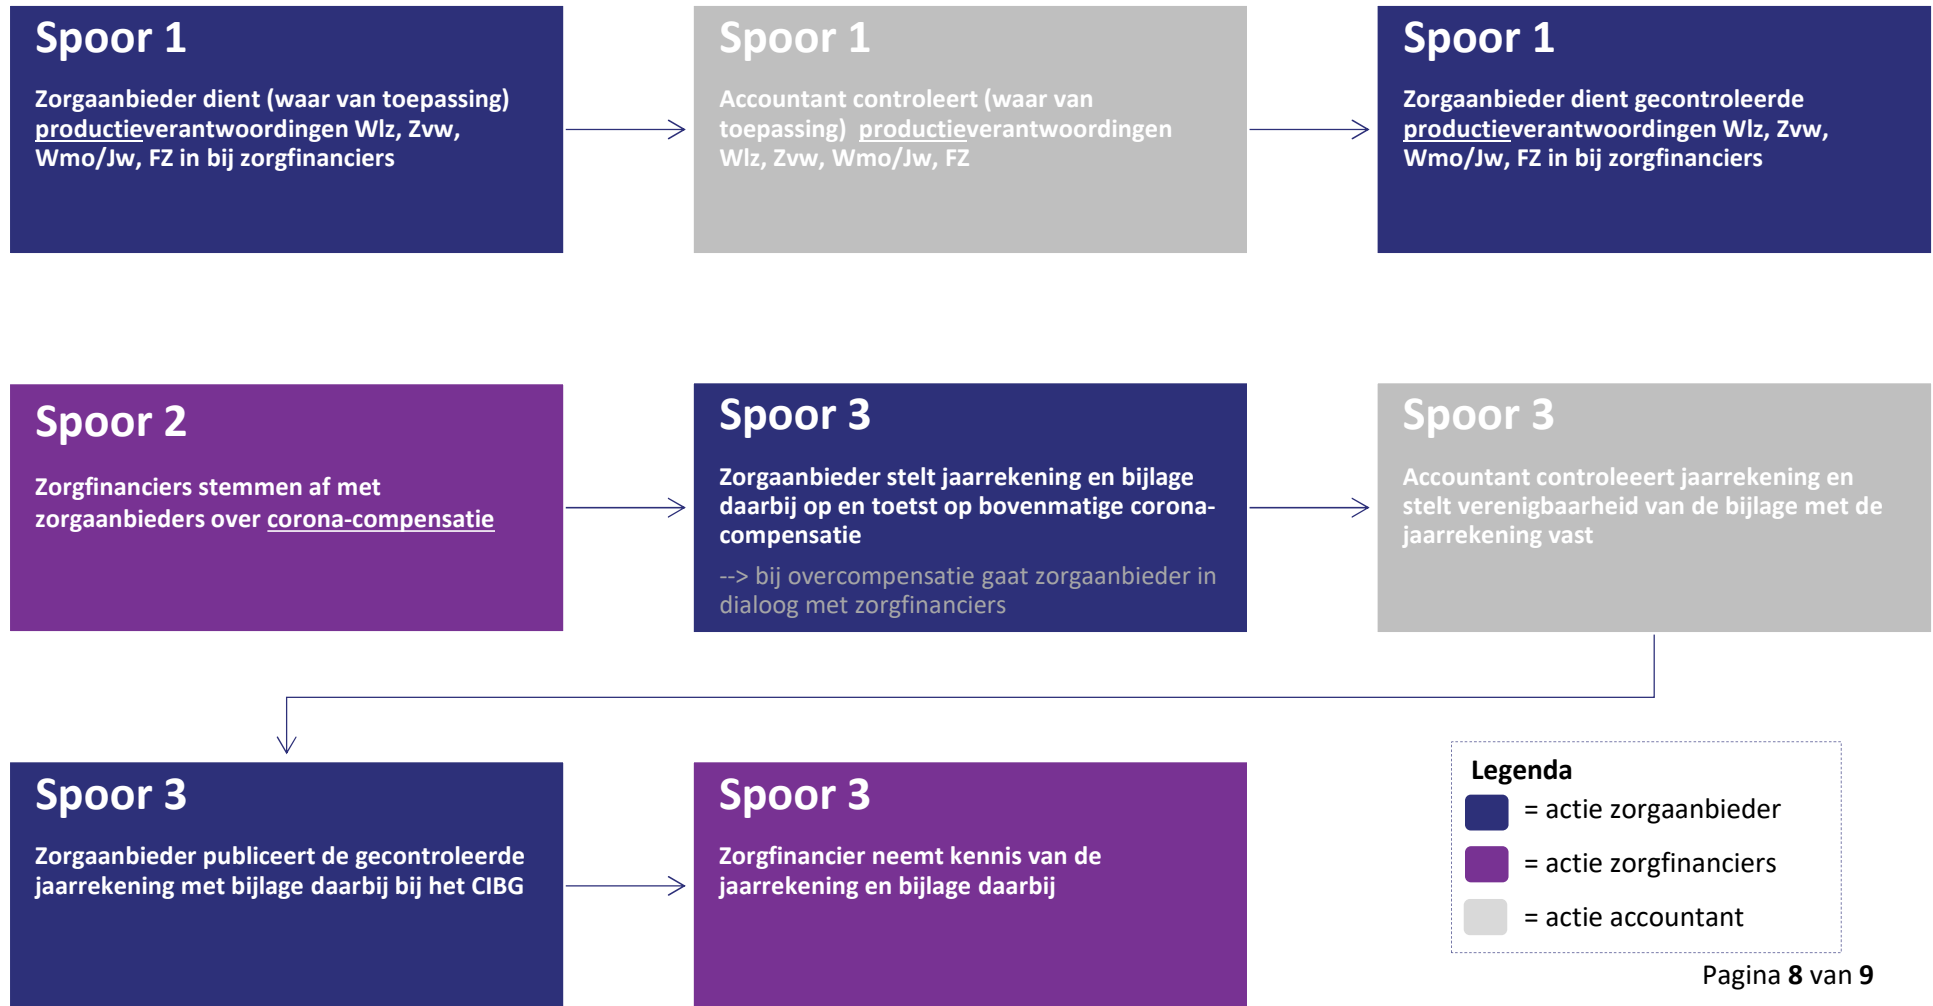 Spoor 1
Zorgaanbieder dient (waar van toepassing)
productieverantwoordingen Wlz, Zvw,
Wmo/Jw, FZ in bij zorgfinanciers
Spoor 1
Accountant controleert (waar van
toepassing) productieverantwoordingen
Wlz, Zvw, Wmo/Jw, FZ
Spoor 1
Zorgaanbieder dient gecontroleerde
productieverantwoordingen Wlz, Zvw,
Wmo/Jw, FZ in bij zorgfinanciers
Spoor 2
Zorgfinanciers stemmen af met
zorgaanbieders over corona-compensatie
Spoor 3
Zorgaanbieder stelt jaarrekening en bijlage
daarbij op en toetst op bovenmatige corona-
compensatie
--> bij overcompensatie gaat zorgaanbieder in
dialoog met zorgfinanciers
Spoor 3
Accountant controleeert jaarrekening en
stelt verenigbaarheid van de bijlage met de
jaarrekening vast
Spoor 3
Zorgaanbieder publiceert de gecontroleerde
jaarrekening met bijlage daarbij bij het CIBG
Spoor 3
Zorgfinancier neemt kennis van de
jaarrekening en bijlage daarbij
Legenda
= actie zorgaanbieder
= actie zorgfinanciers
= actie accountant
Pagina 8 van 9